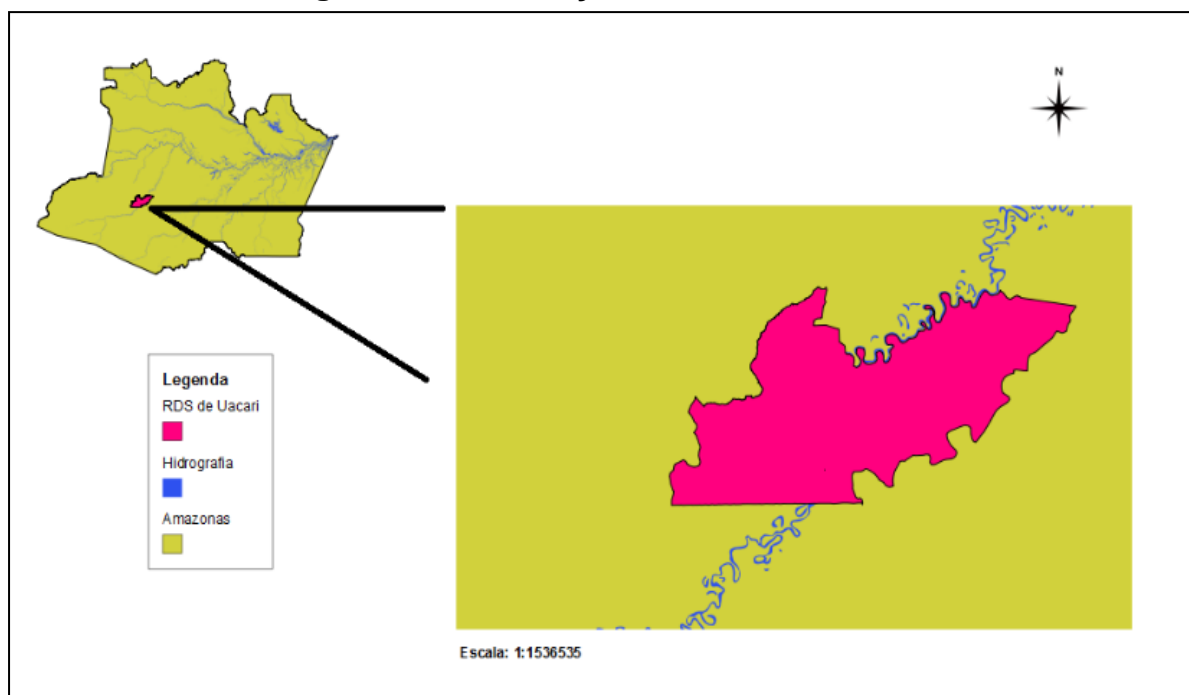 N
Legenda
RDS de Uacari
Hidrografia
Amazonas
Escala: 1:1536535